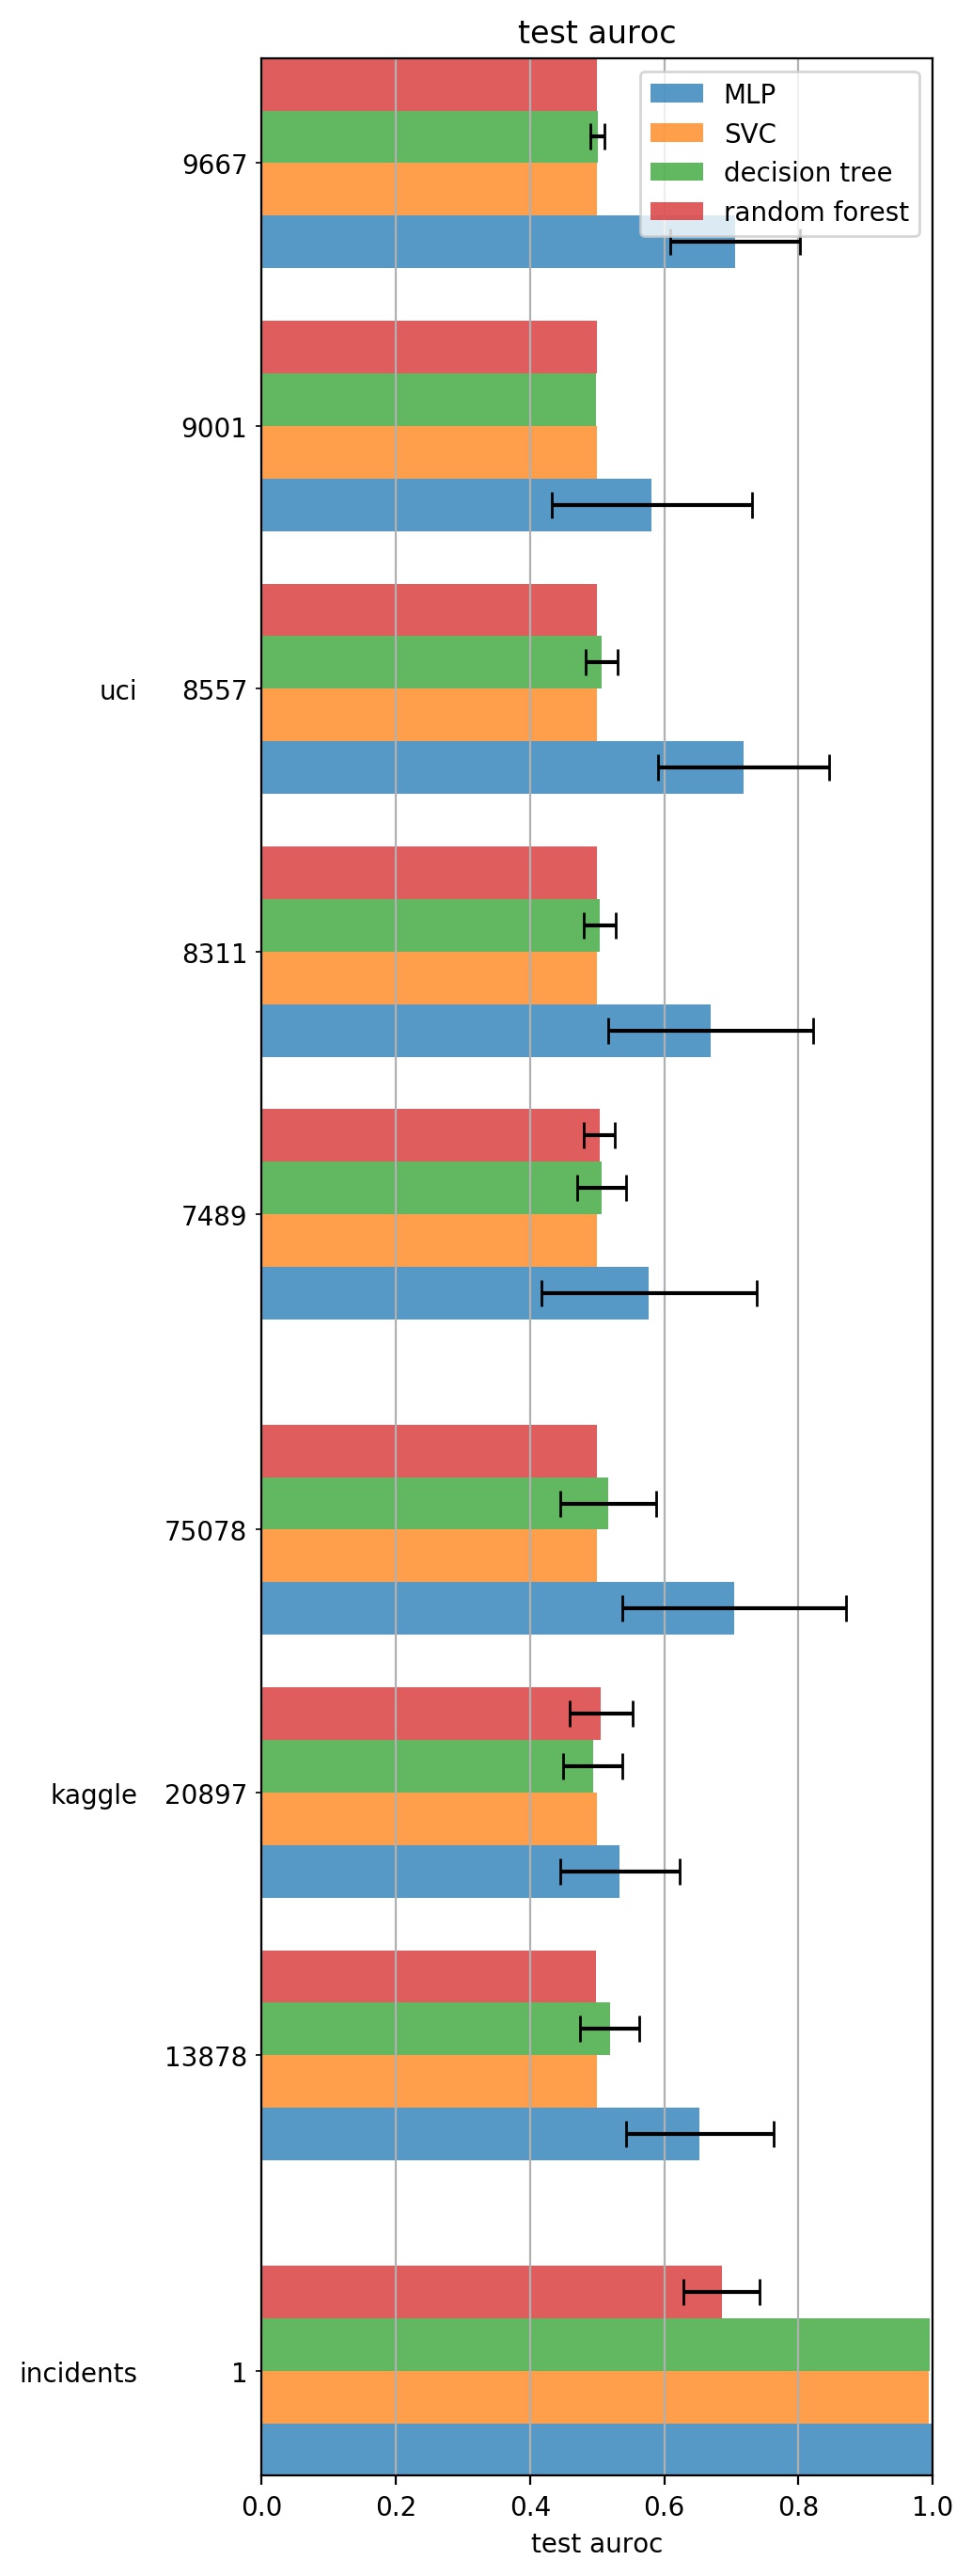 test auroc
MLP
SVC
decision tree
random forest
9667
9001
uci 8557
8311
7489
75078
kaggle 20897
13878
incidents 1
0.0 0.2 0.4 0.6 0.8 1.0
test auroc